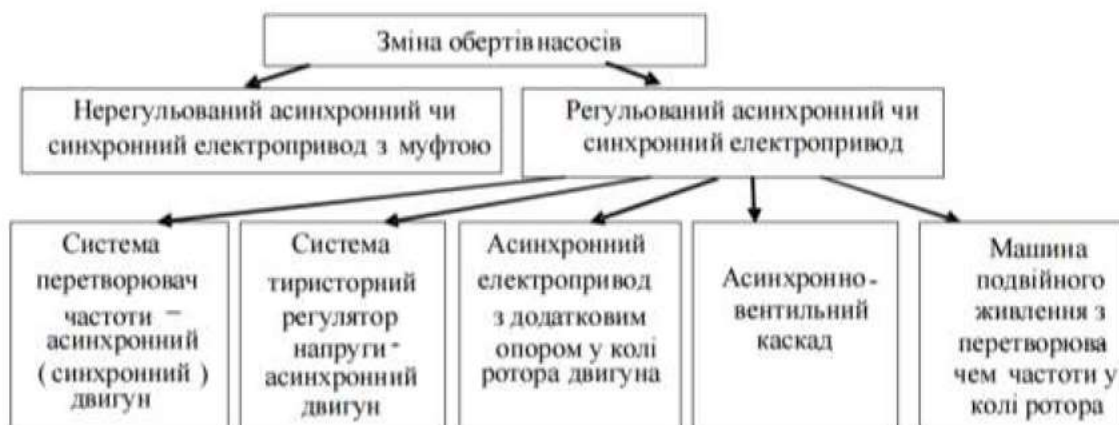 Зміна обертів насосів
Нерегульований асинхронний чи
синхронний електропривод з муфтою
Регульований асинхронний чи
синхронний електропривод
Система
перетворювач
частоти –
асинхронний
( синхронний )
двигун
Система
тиристорний
регулятор
напруги-
асинхронний
двигун
Асинхронний
електропривод
з додатковим
опором у колі
ротора двигуна
Асинхронно-
вентильний
каскад
Машина
подвійного
живлення з
перетворюва
чем частоти у
колі ротора